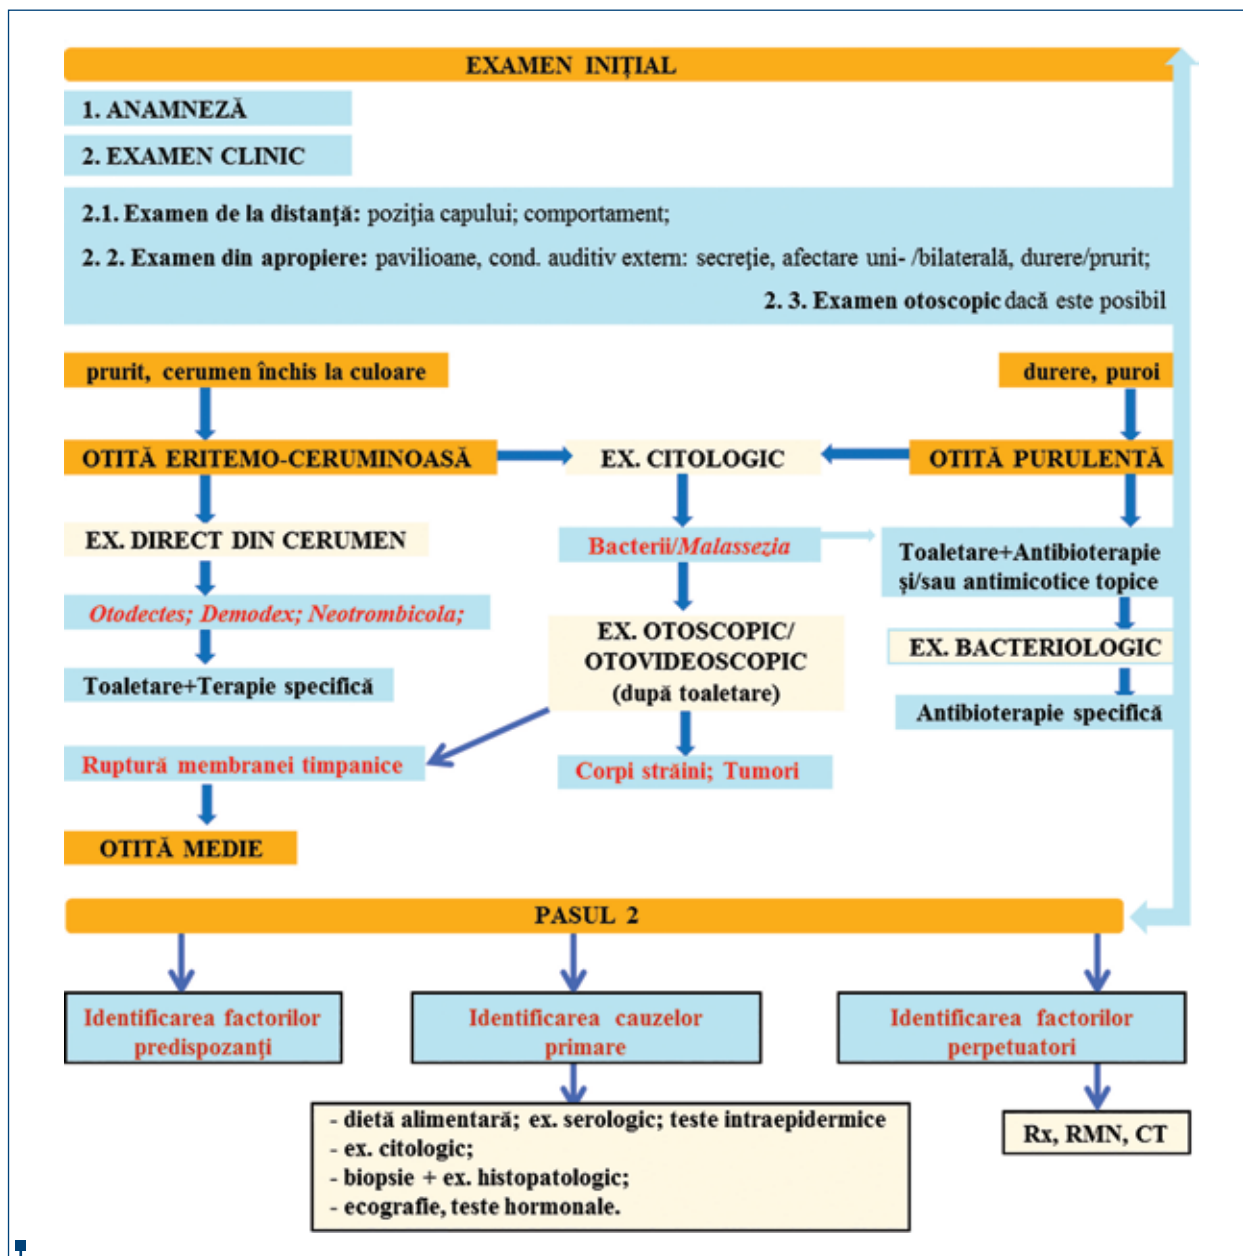 EXAMEN INIȚIAL
1. ANAMNEZĂ
2. EXAMEN CLINIC
2.1. Examen de la distanță: poziția capului; comportament;
2. 2. Examen din apropiere: pavilioane, cond. auditiv extern: secreție, afectare uni- /bilaterală, durere/prurit;
2. 3. Examen otoscopic dacă este posibil
prurit, cerumen închis la culoare
durere, puroi
OTITĂ ERITEMO-CERUMINOASĂ
EX. CITOLOGIC
OTITĂ PURULENTĂ
EX. DIRECT DIN CERUMEN
Bacterii/Malassezia
Toaletare+Antibioterapie
și/sau antimicotice topice
Otodectes; Demodex; Neotrombicola;
EX. OTOSCOPIC/
OTOVIDEOSCOPIC
(după toaletare)
EX. BACTERIOLOGIC
Toaletare+Terapie specifică
Antibioterapie specifică
Ruptură membranei timpanice
Corpi străini; Tumori
OTITĂ MEDIE
PASUL 2
Identificarea factorilor
predispozanți
Identificarea cauzelor
primare
Identificarea factorilor
perpetuatori
- dietă alimentară; ex. serologic; teste intraepidermice
- ex. citologic;
- biopsie + ex. histopatologic;
- ecografie, teste hormonale.
Rx, RMN, CT